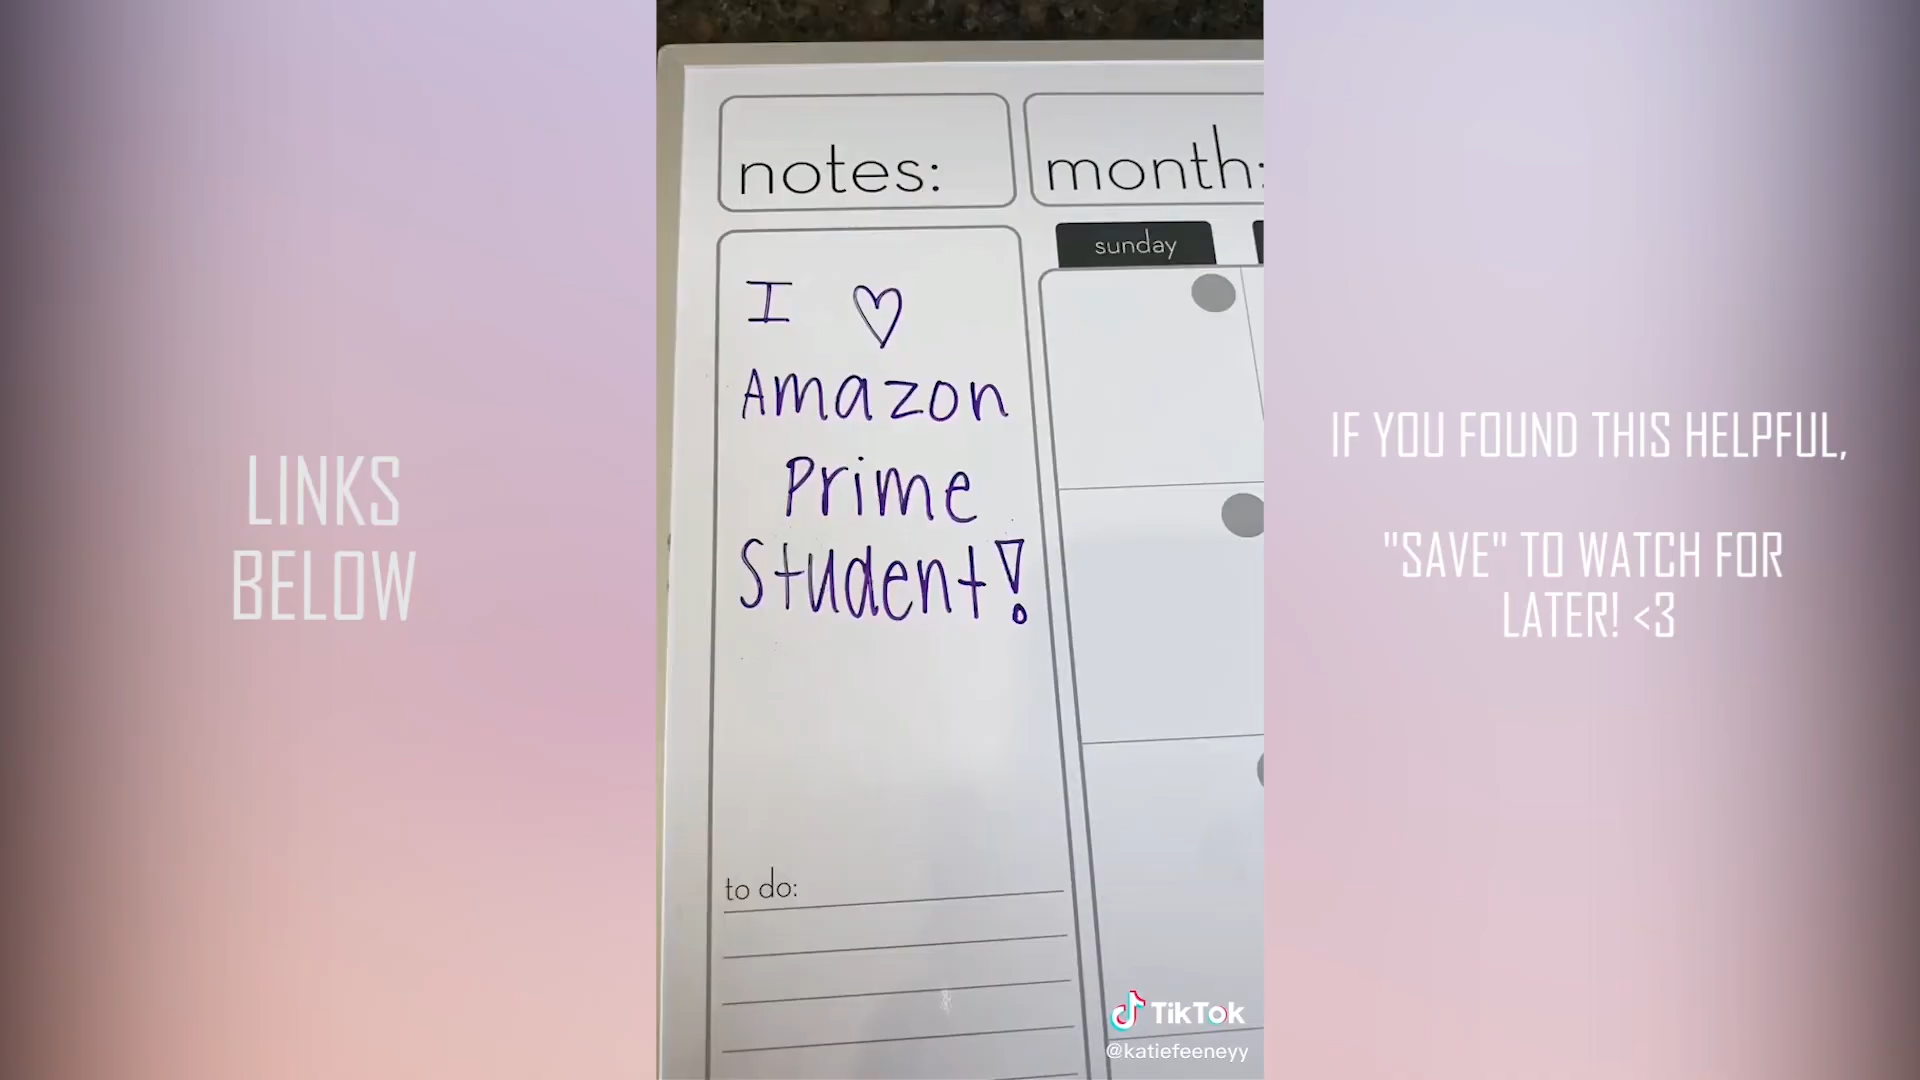 LINKS
BELOW
notes:
month:
sunday
I ♡
Amazon
Prime
Student!
to do:
TikTok
@katiefeeneyy
IF YOU FOUND THIS HELPFUL,
"SAVE" TO WATCH FOR
LATER! <3